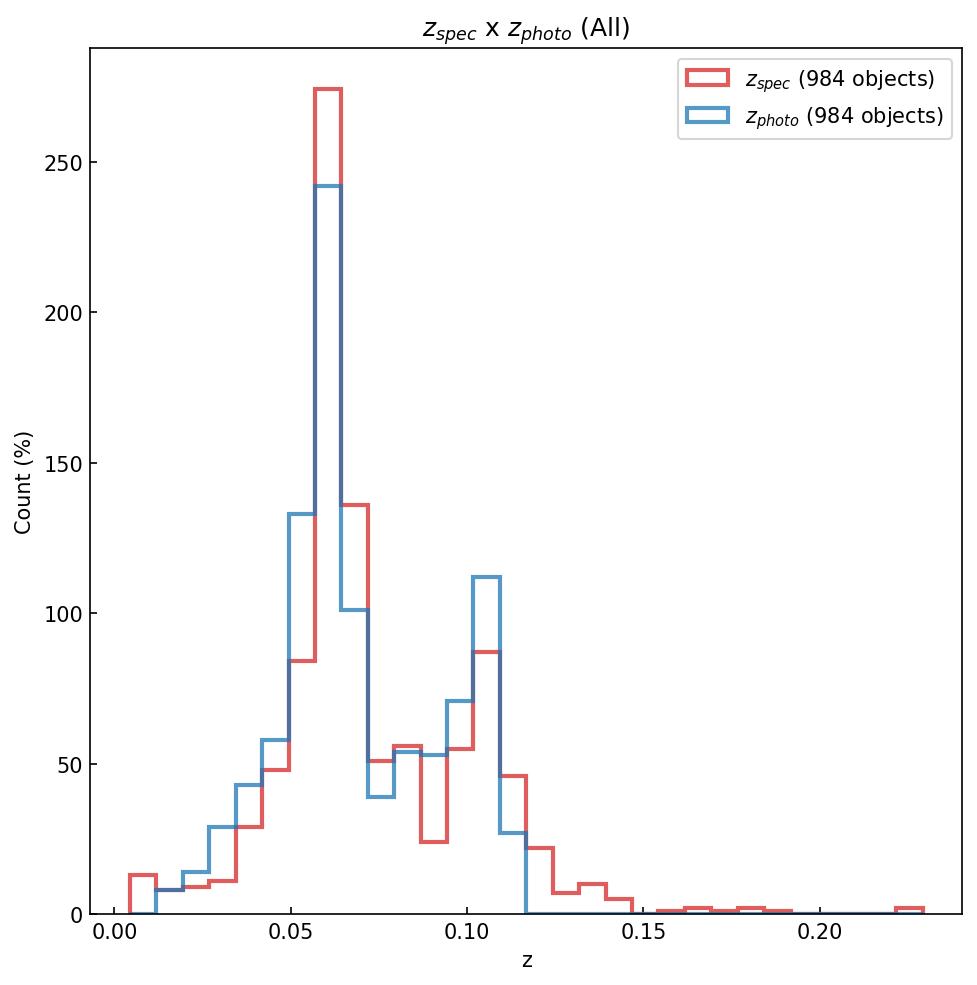 z_spec x z_photo (All)
z_spec (984 objects)
z_photo (984 objects)
Count (%)
250
200
150
100
50
0
0.00 0.05 0.10 0.15 0.20
z